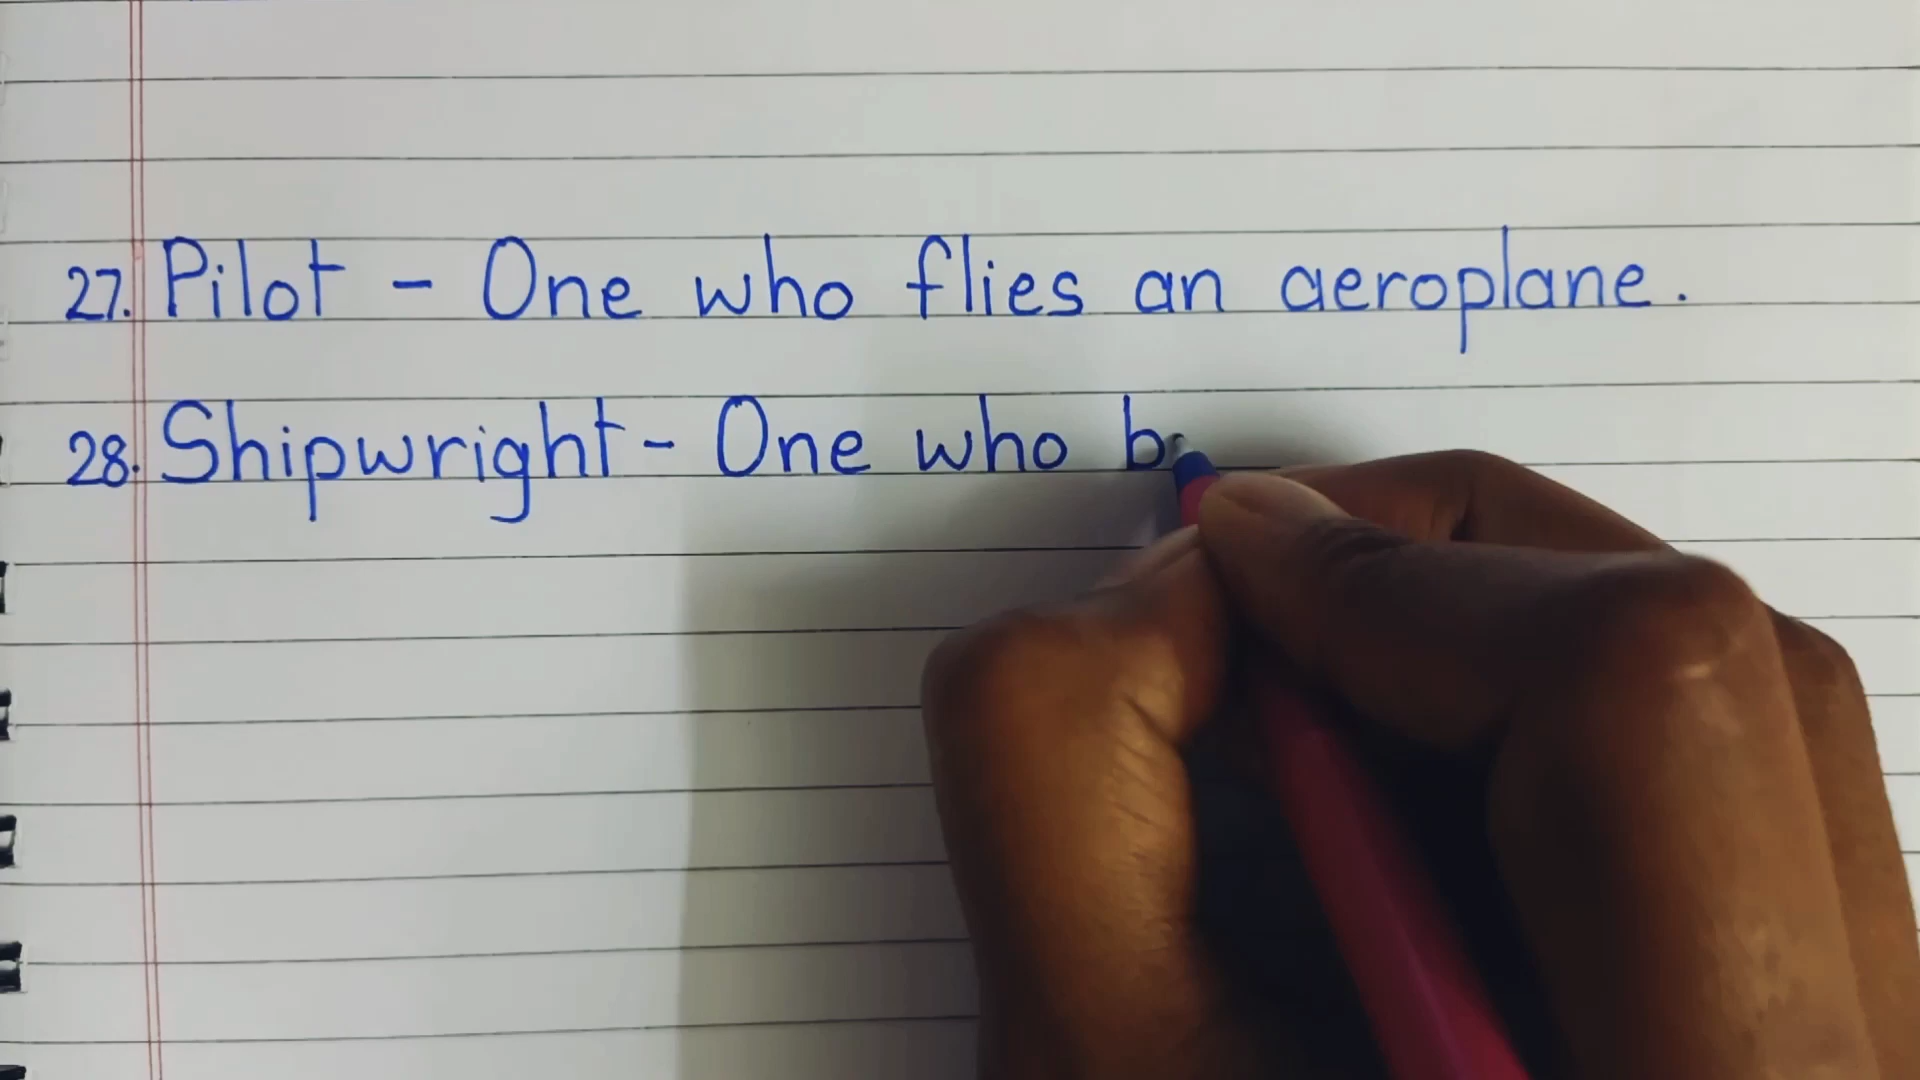 27. Pilot - One who flies an aeroplane.
28. Shipwright - One who b